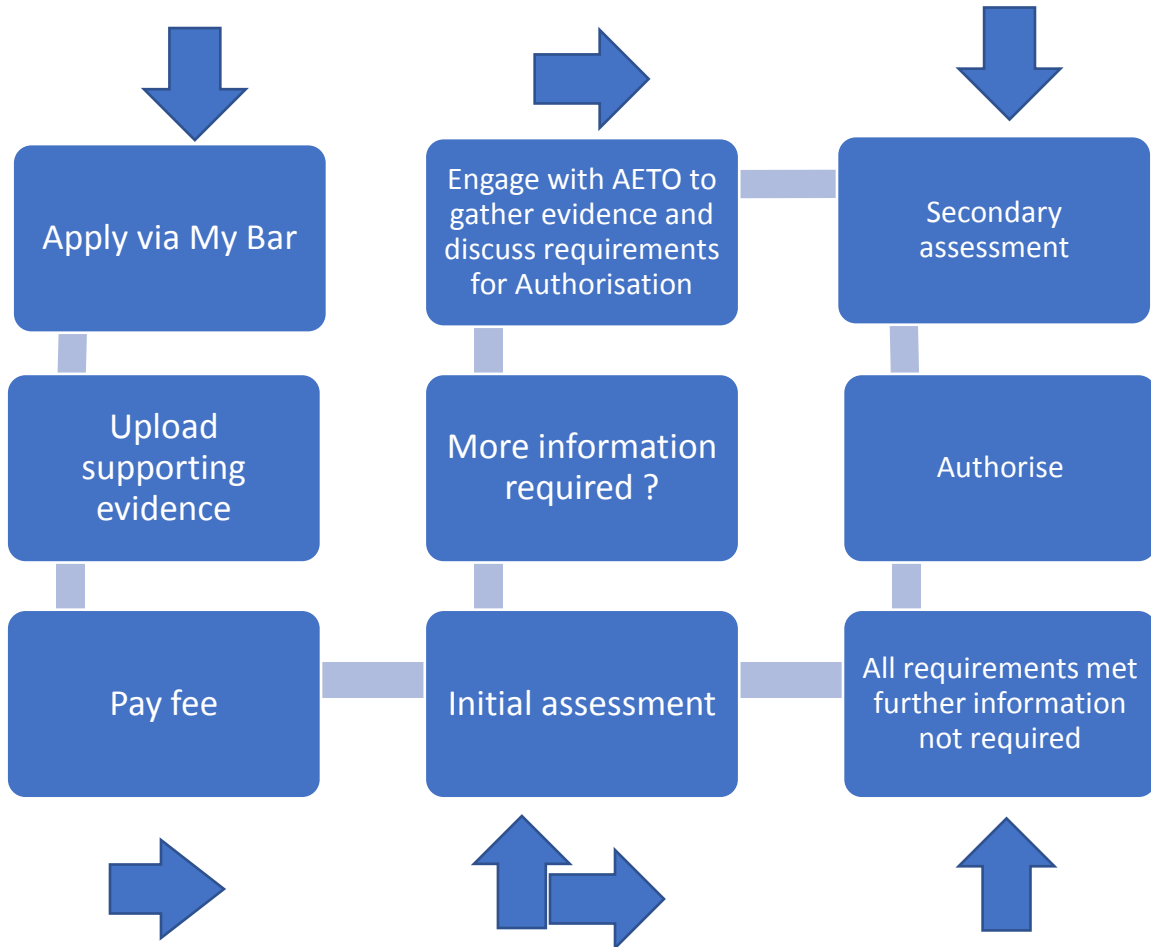 Apply via My Bar
Upload
supporting
evidence
Pay fee
Engage with AETO to
gather evidence and
discuss requirements
for Authorisation
More information
required ?
Initial assessment
Secondary
assessment
Authorise
All requirements met
further information
not required